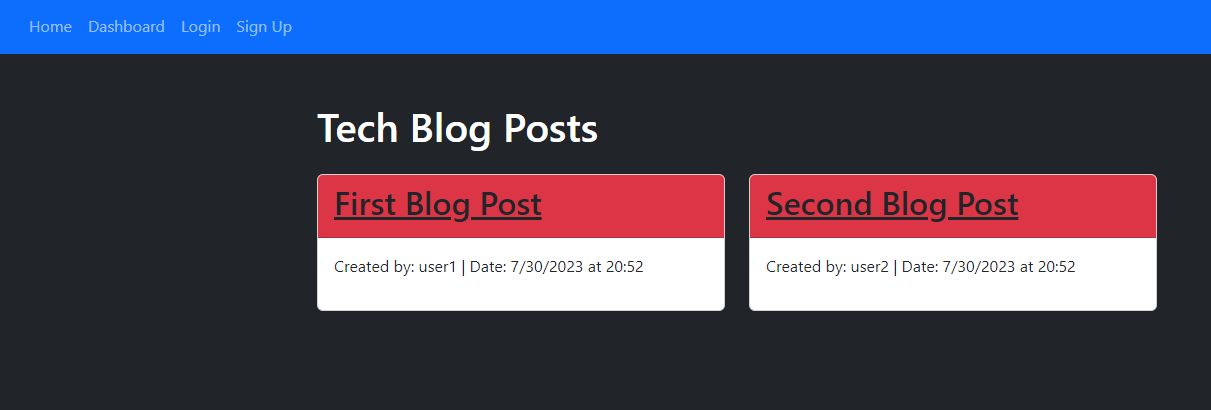 Home Dashboard Login Sign Up
Tech Blog Posts
First Blog Post
Created by: user1 | Date: 7/30/2023 at 20:52
Second Blog Post
Created by: user2 | Date: 7/30/2023 at 20:52